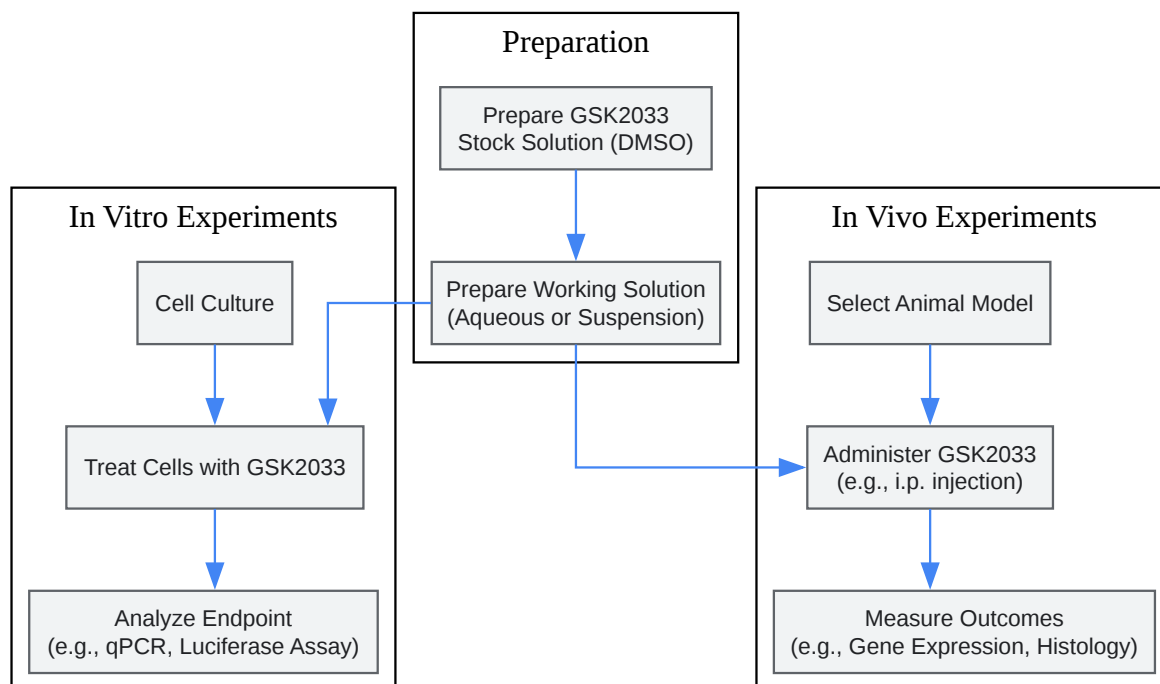 Preparation
Prepare GSK2033
Stock Solution (DMSO)
Prepare Working Solution
(Aqueous or Suspension)
In Vitro Experiments
Cell Culture
Treat Cells with GSK2033
Analyze Endpoint
(e.g., qPCR, Luciferase Assay)
In Vivo Experiments
Select Animal Model
Administer GSK2033
(e.g., i.p. injection)
Measure Outcomes
(e.g., Gene Expression, Histology)